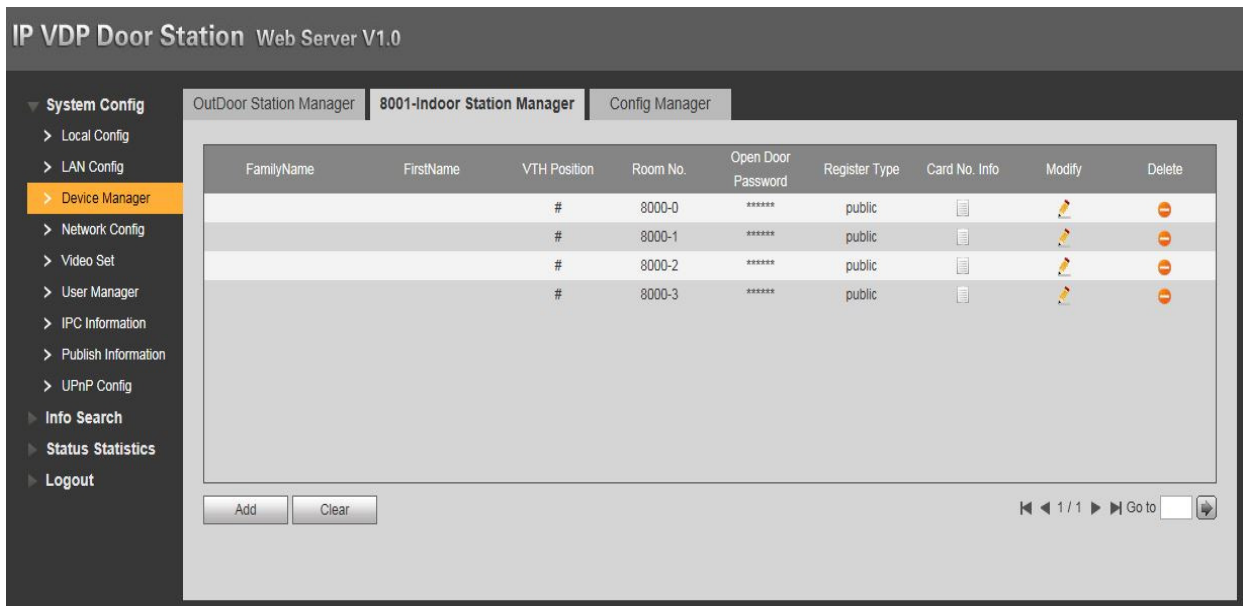 IP VDP Door Station Web Server V1.0
System Config
Local Config
LAN Config
Device Manager
Network Config
Video Set
User Manager
IPC Information
Publish Information
UPnP Config
Info Search
Status Statistics
Logout
OutDoor Station Manager 8001-Indoor Station Manager Config Manager
FamilyName FirstName VTH Position Room No. Open Door Password Register Type Card No. Info Modify Delete
# 8000-0 ****** public
# 8000-1 ****** public
# 8000-2 ****** public
# 8000-3 ****** public
Add Clear 1 / 1 Go to